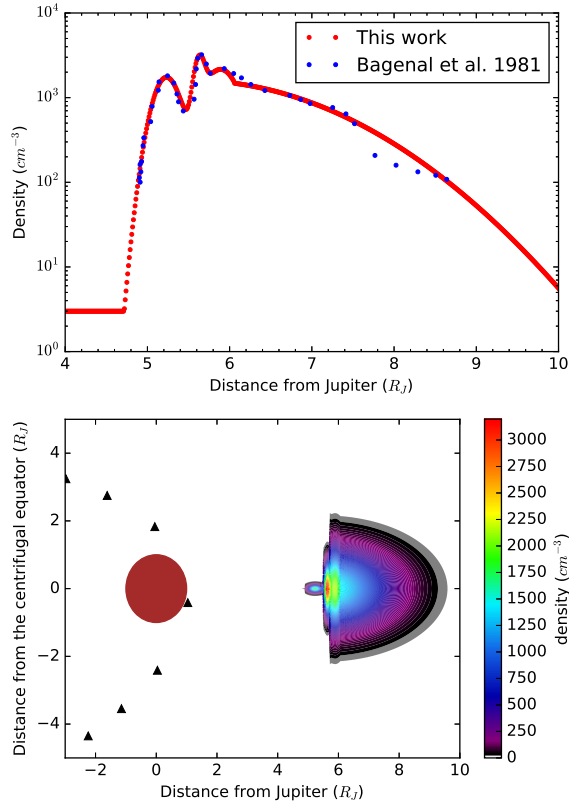 10^4
10^3
10^2
10^1
10^0
Density (cm^−3)
This work
Bagenal et al. 1981
4 5 6 7 8 9 10
Distance from Jupiter (R_J)
4
2
0
−2
−4
Distance from the centrifugal equator (R_J)
−2 0 2 4 6 8 10
Distance from Jupiter (R_J)
3000
2750
2500
2250
2000
1750
1500
1250
1000
750
500
250
0
density (cm^−3)